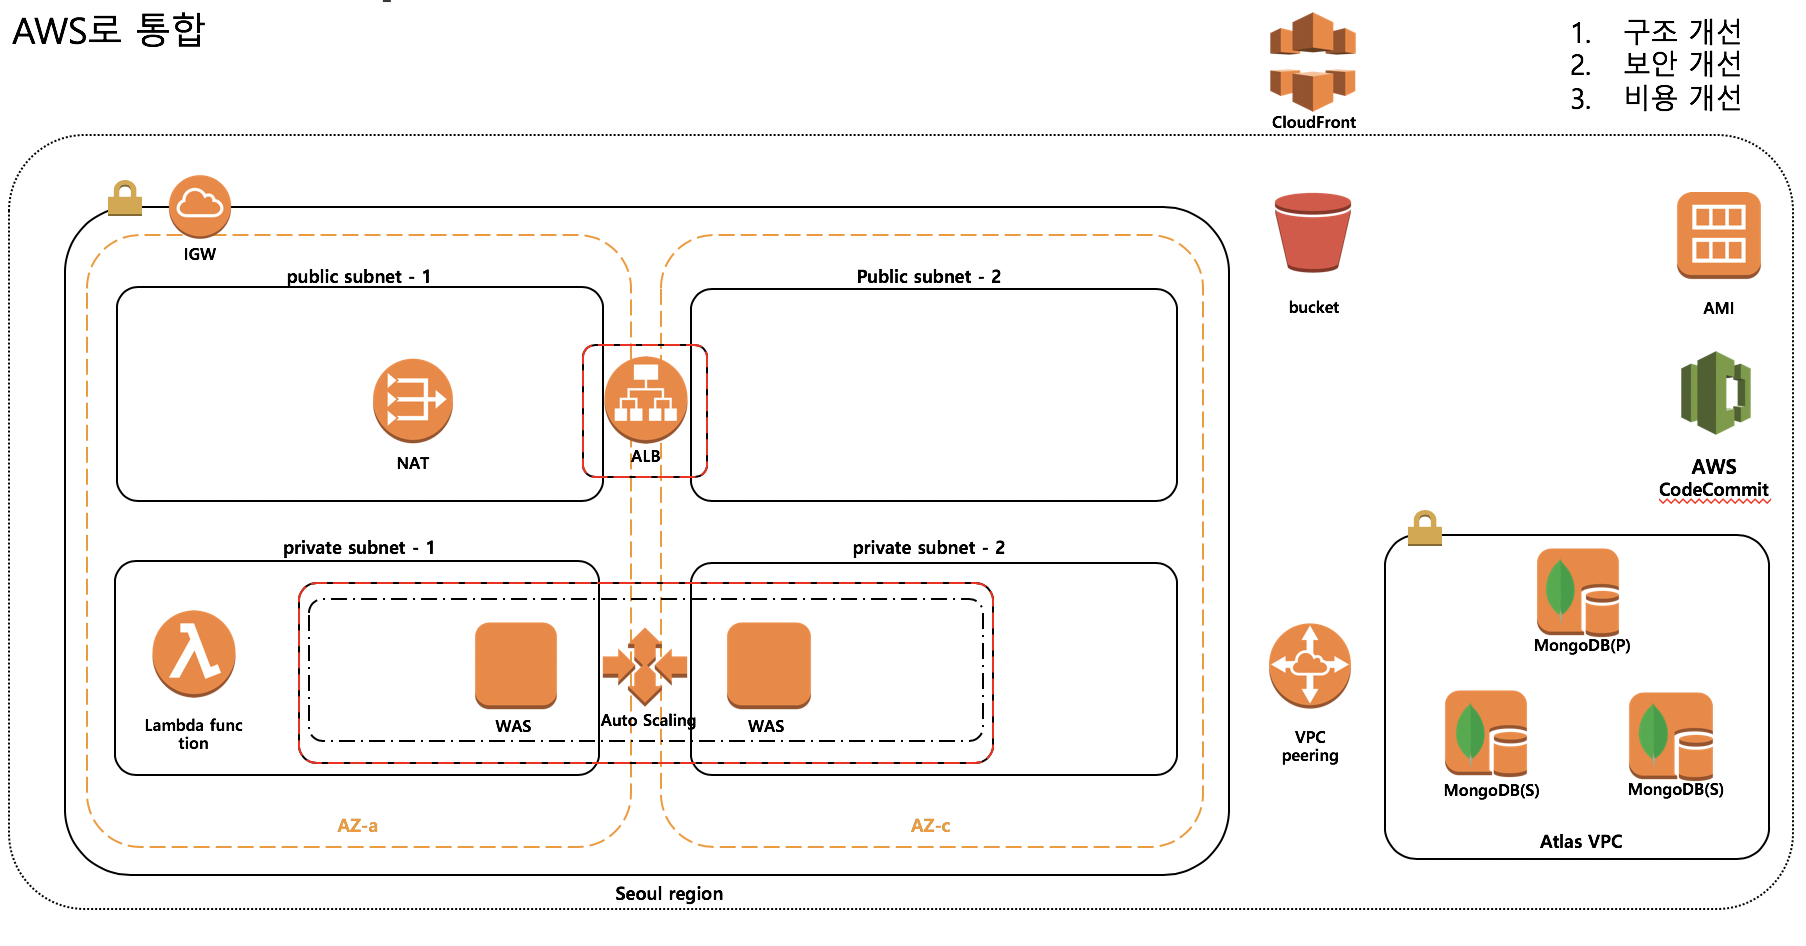 AWS로 통합
1. 구조 개선
2. 보안 개선
3. 비용 개선
CloudFront
IGW
public subnet - 1
Public subnet - 2
bucket
AMI
NAT
ALB
AWS
CodeCommit
private subnet - 1
private subnet - 2
Lambda func
tion
WAS
Auto Scaling
WAS
VPC
peering
MongoDB(P)
MongoDB(S)
MongoDB(S)
Atlas VPC
AZ-a
AZ-c
Seoul region